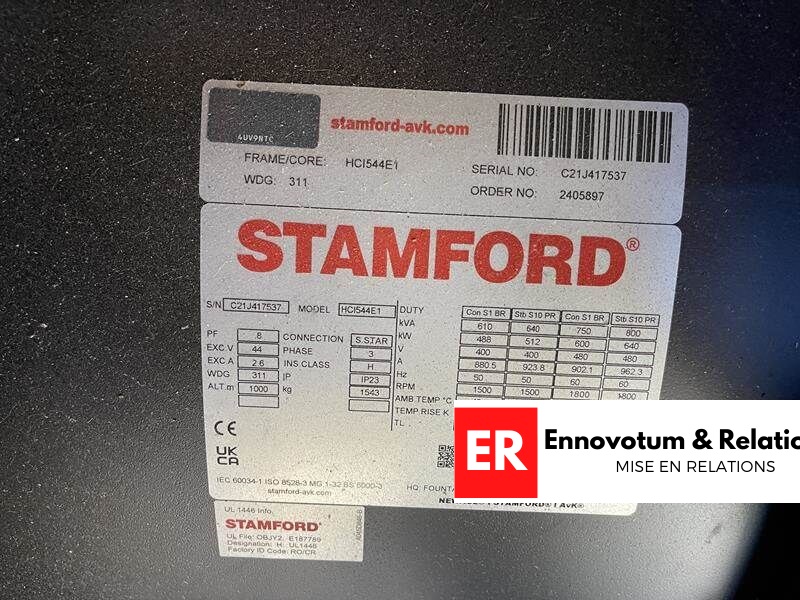 4UV9NTC
stamford-avk.com
FRAME/CORE: HCI544E1
WDG: 311
SERIAL NO: C21J417537
ORDER NO: 2405897
STAMFORD®
S/N C21J417537 MODEL HCI544E1
PF .8 CONNECTION S.STAR
EXC V 44 PHASE 3
EXC A 2.6 INS CLASS H
WDG 311 IP IP23
ALT. m 1000 kg 1543
DUTY Con S1 BR Stb S10 PR Con S1 BR Stb S10 PR
kVA 610 640 750 800
kW 488 512 600 640
V 400 400 480 480
A 880.5 923.8 902.1 962.3
Hz 50 50 60 60
RPM 1500 1500 1800 1800
AMB.TEMP °C
TEMP.RISE K
TL
CE
UK
CA
IEC 60034-1 ISO 8528-3 MG 1-32 BS 5000-3
stamford-avk.com
HQ: FOUNTA
STAMFORD® | AvK®
UL 1446 Info.
STAMFORD®
UL File: OBJY2, E187789
Designation: H: UL1446
Factory ID Code: RO/CR
ER
Ennovotum & Relatio
MISE EN RELATIONS